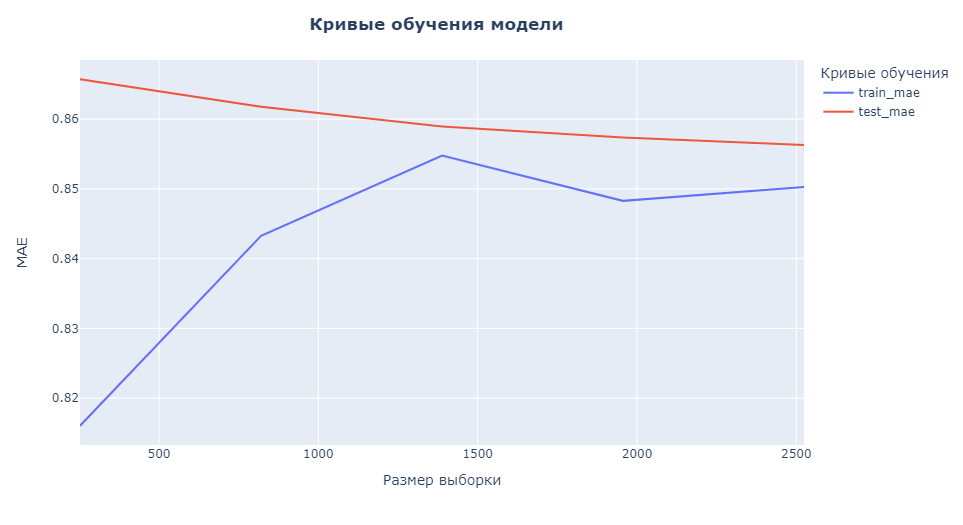 Кривые обучения модели
Кривые обучения
train_mae
test_mae
0.86
0.85
0.84
0.83
0.82
MAE
500
1000
1500
2000
2500
Размер выборки